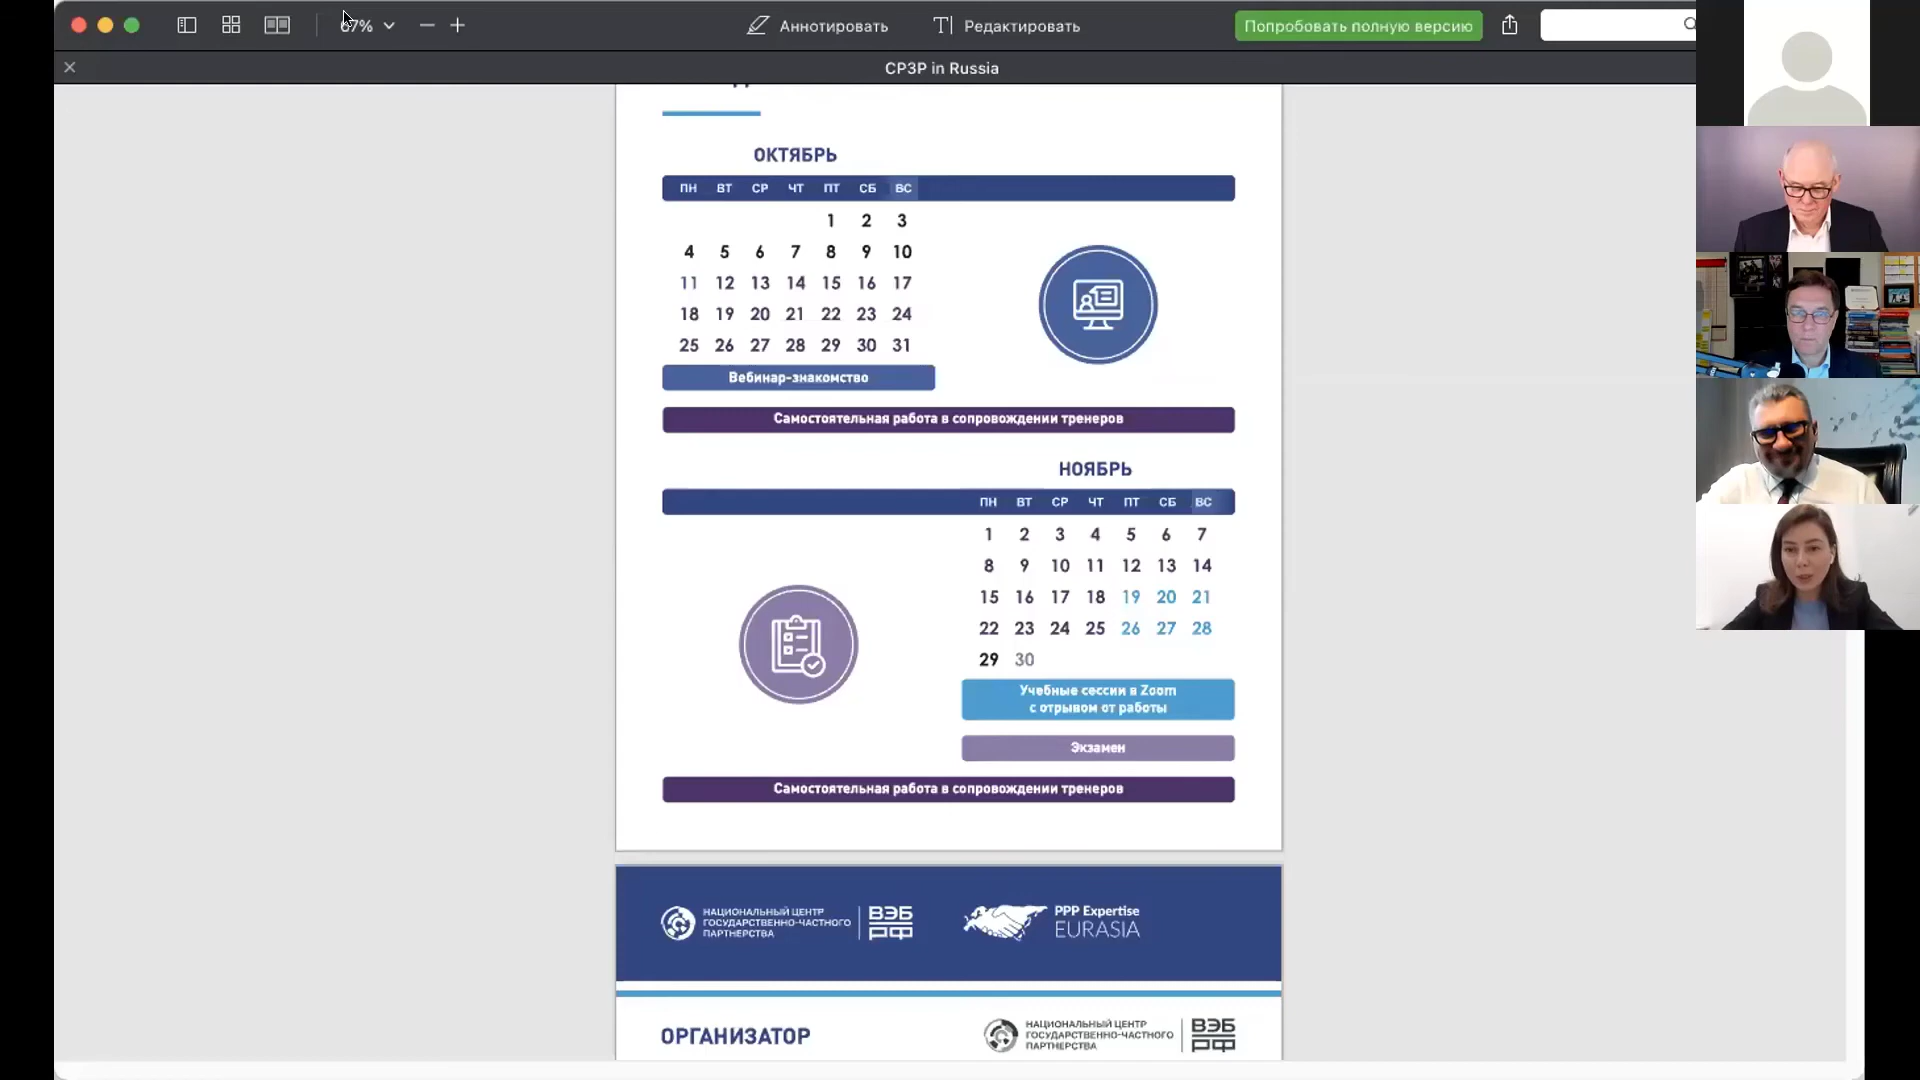 67%
Аннотировать
Редактировать
Попробовать полную версию
CP3P in Russia
ОКТЯБРЬ
ПН ВТ СР ЧТ ПТ СБ ВС
1 2 3
4 5 6 7 8 9 10
11 12 13 14 15 16 17
18 19 20 21 22 23 24
25 26 27 28 29 30 31
Вебинар-знакомство
Самостоятельная работа в сопровождении тренеров
НОЯБРЬ
ПН ВТ СР ЧТ ПТ СБ ВС
1 2 3 4 5 6 7
8 9 10 11 12 13 14
15 16 17 18 19 20 21
22 23 24 25 26 27 28
29 30
Учебные сессии в Zoom
с отрывом от работы
Экзамен
Самостоятельная работа в сопровождении тренеров
НАЦИОНАЛЬНЫЙ ЦЕНТР
ГОСУДАРСТВЕННО-ЧАСТНОГО
ПАРТНЕРСТВА
ВЭБ
РФ
PPP Expertise
EURASIA
ОРГАНИЗАТОР
НАЦИОНАЛЬНЫЙ ЦЕНТР
ГОСУДАРСТВЕННО-ЧАСТНОГО
ПАРТНЕРСТВА
ВЭБ
РФ